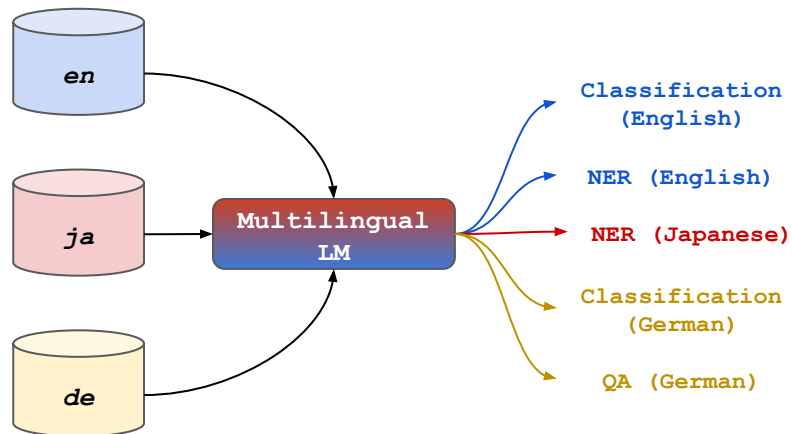 en
ja
de
Multilingual
LM
Classification
(English)
NER (English)
NER (Japanese)
Classification
(German)
QA (German)